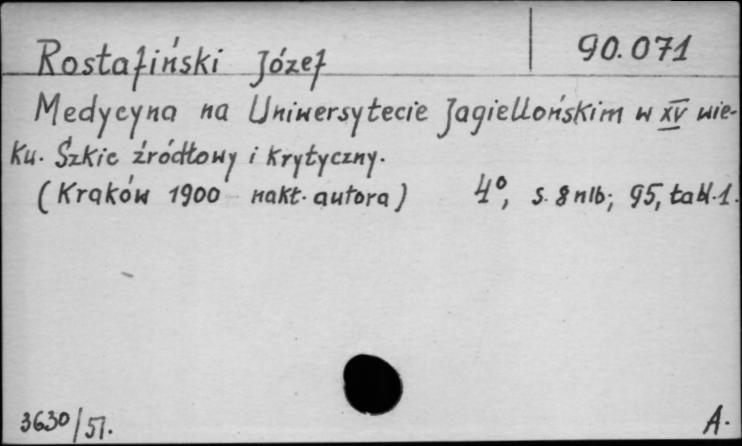 Rostafiński Józef 90.071
Medycyna na Uniwersytecie Jagiellońskim w XV wie-
ku. Szkic źródłowy i krytyczny.
(Kraków 1900 nakł. autora) 4°, s. 8 nlb; 95, tabl. 1.
3630/51. A.